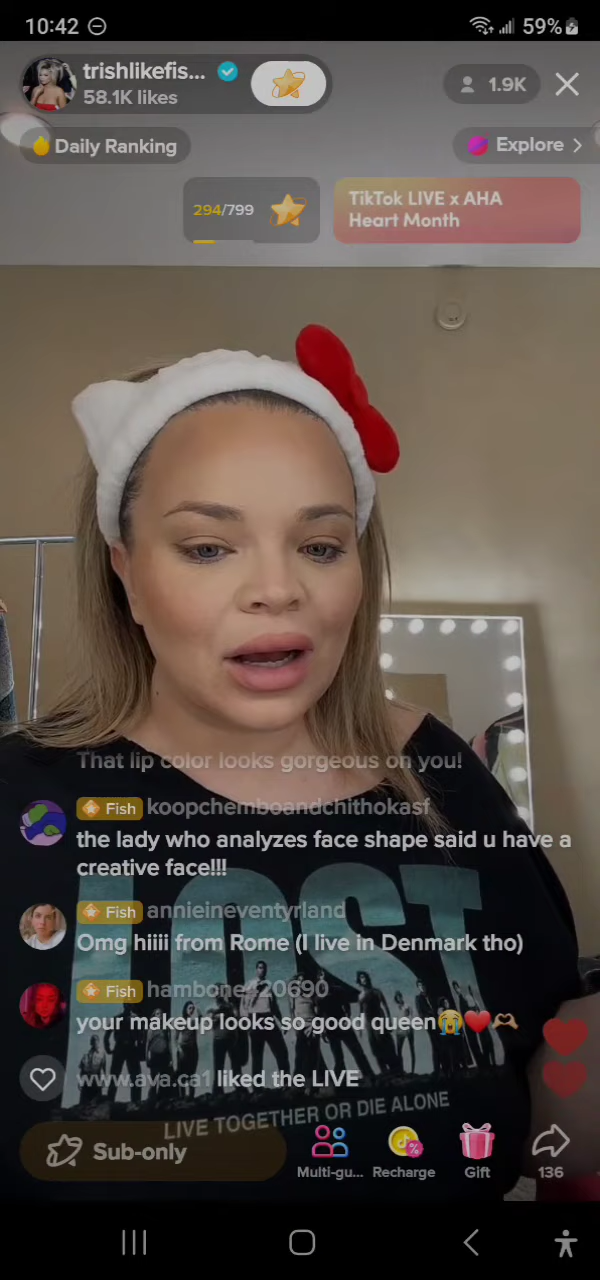 10:42
59%
trishlikefis...
58.1K likes
1.9K
Daily Ranking
Explore
294/799
TikTok LIVE x AHA
Heart Month
That lip color looks gorgeous on you!
Fish koopchemboandchithokasf
the lady who analyzes face shape said u have a
creative face!!!
Fish annieineventyrland
Omg hiiii from Rome (I live in Denmark tho)
Fish hambone420690
your makeup looks so good queen😭❤️🫶🏽
www.ava.ca1 liked the LIVE
LOST
LIVE TOGETHER OR DIE ALONE
Sub-only
Multi-gu...
Recharge
Gift
136